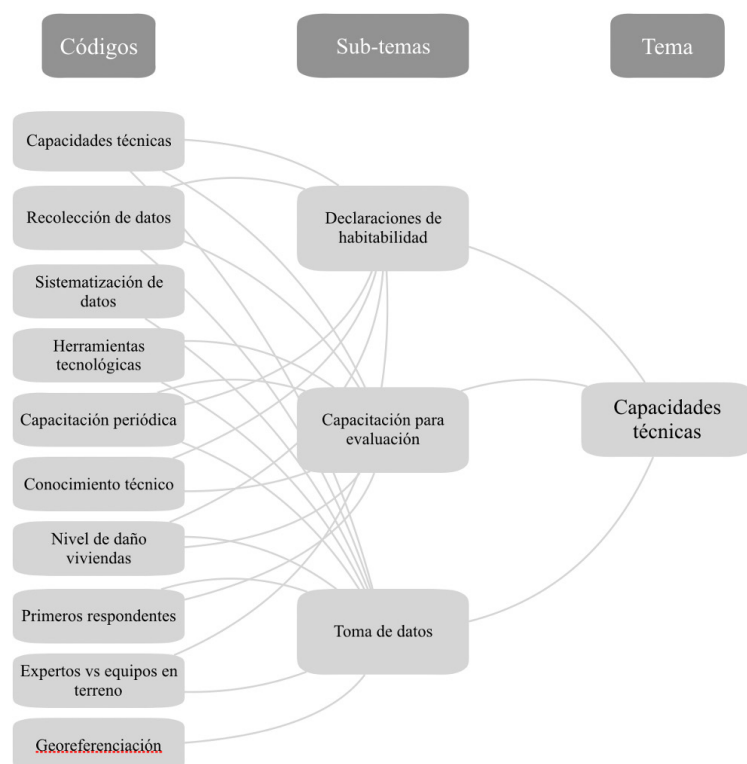 Códigos
Sub-temas
Tema
Capacidades técnicas
Recolección de datos
Sistematización de
datos
Herramientas
tecnológicas
Capacitación periódica
Conocimiento técnico
Nivel de daño
viviendas
Primeros respondentes
Expertos vs equipos en
terreno
Georeferenciación
Declaraciones de
habitabilidad
Capacitación para
evaluación
Toma de datos
Capacidades
técnicas